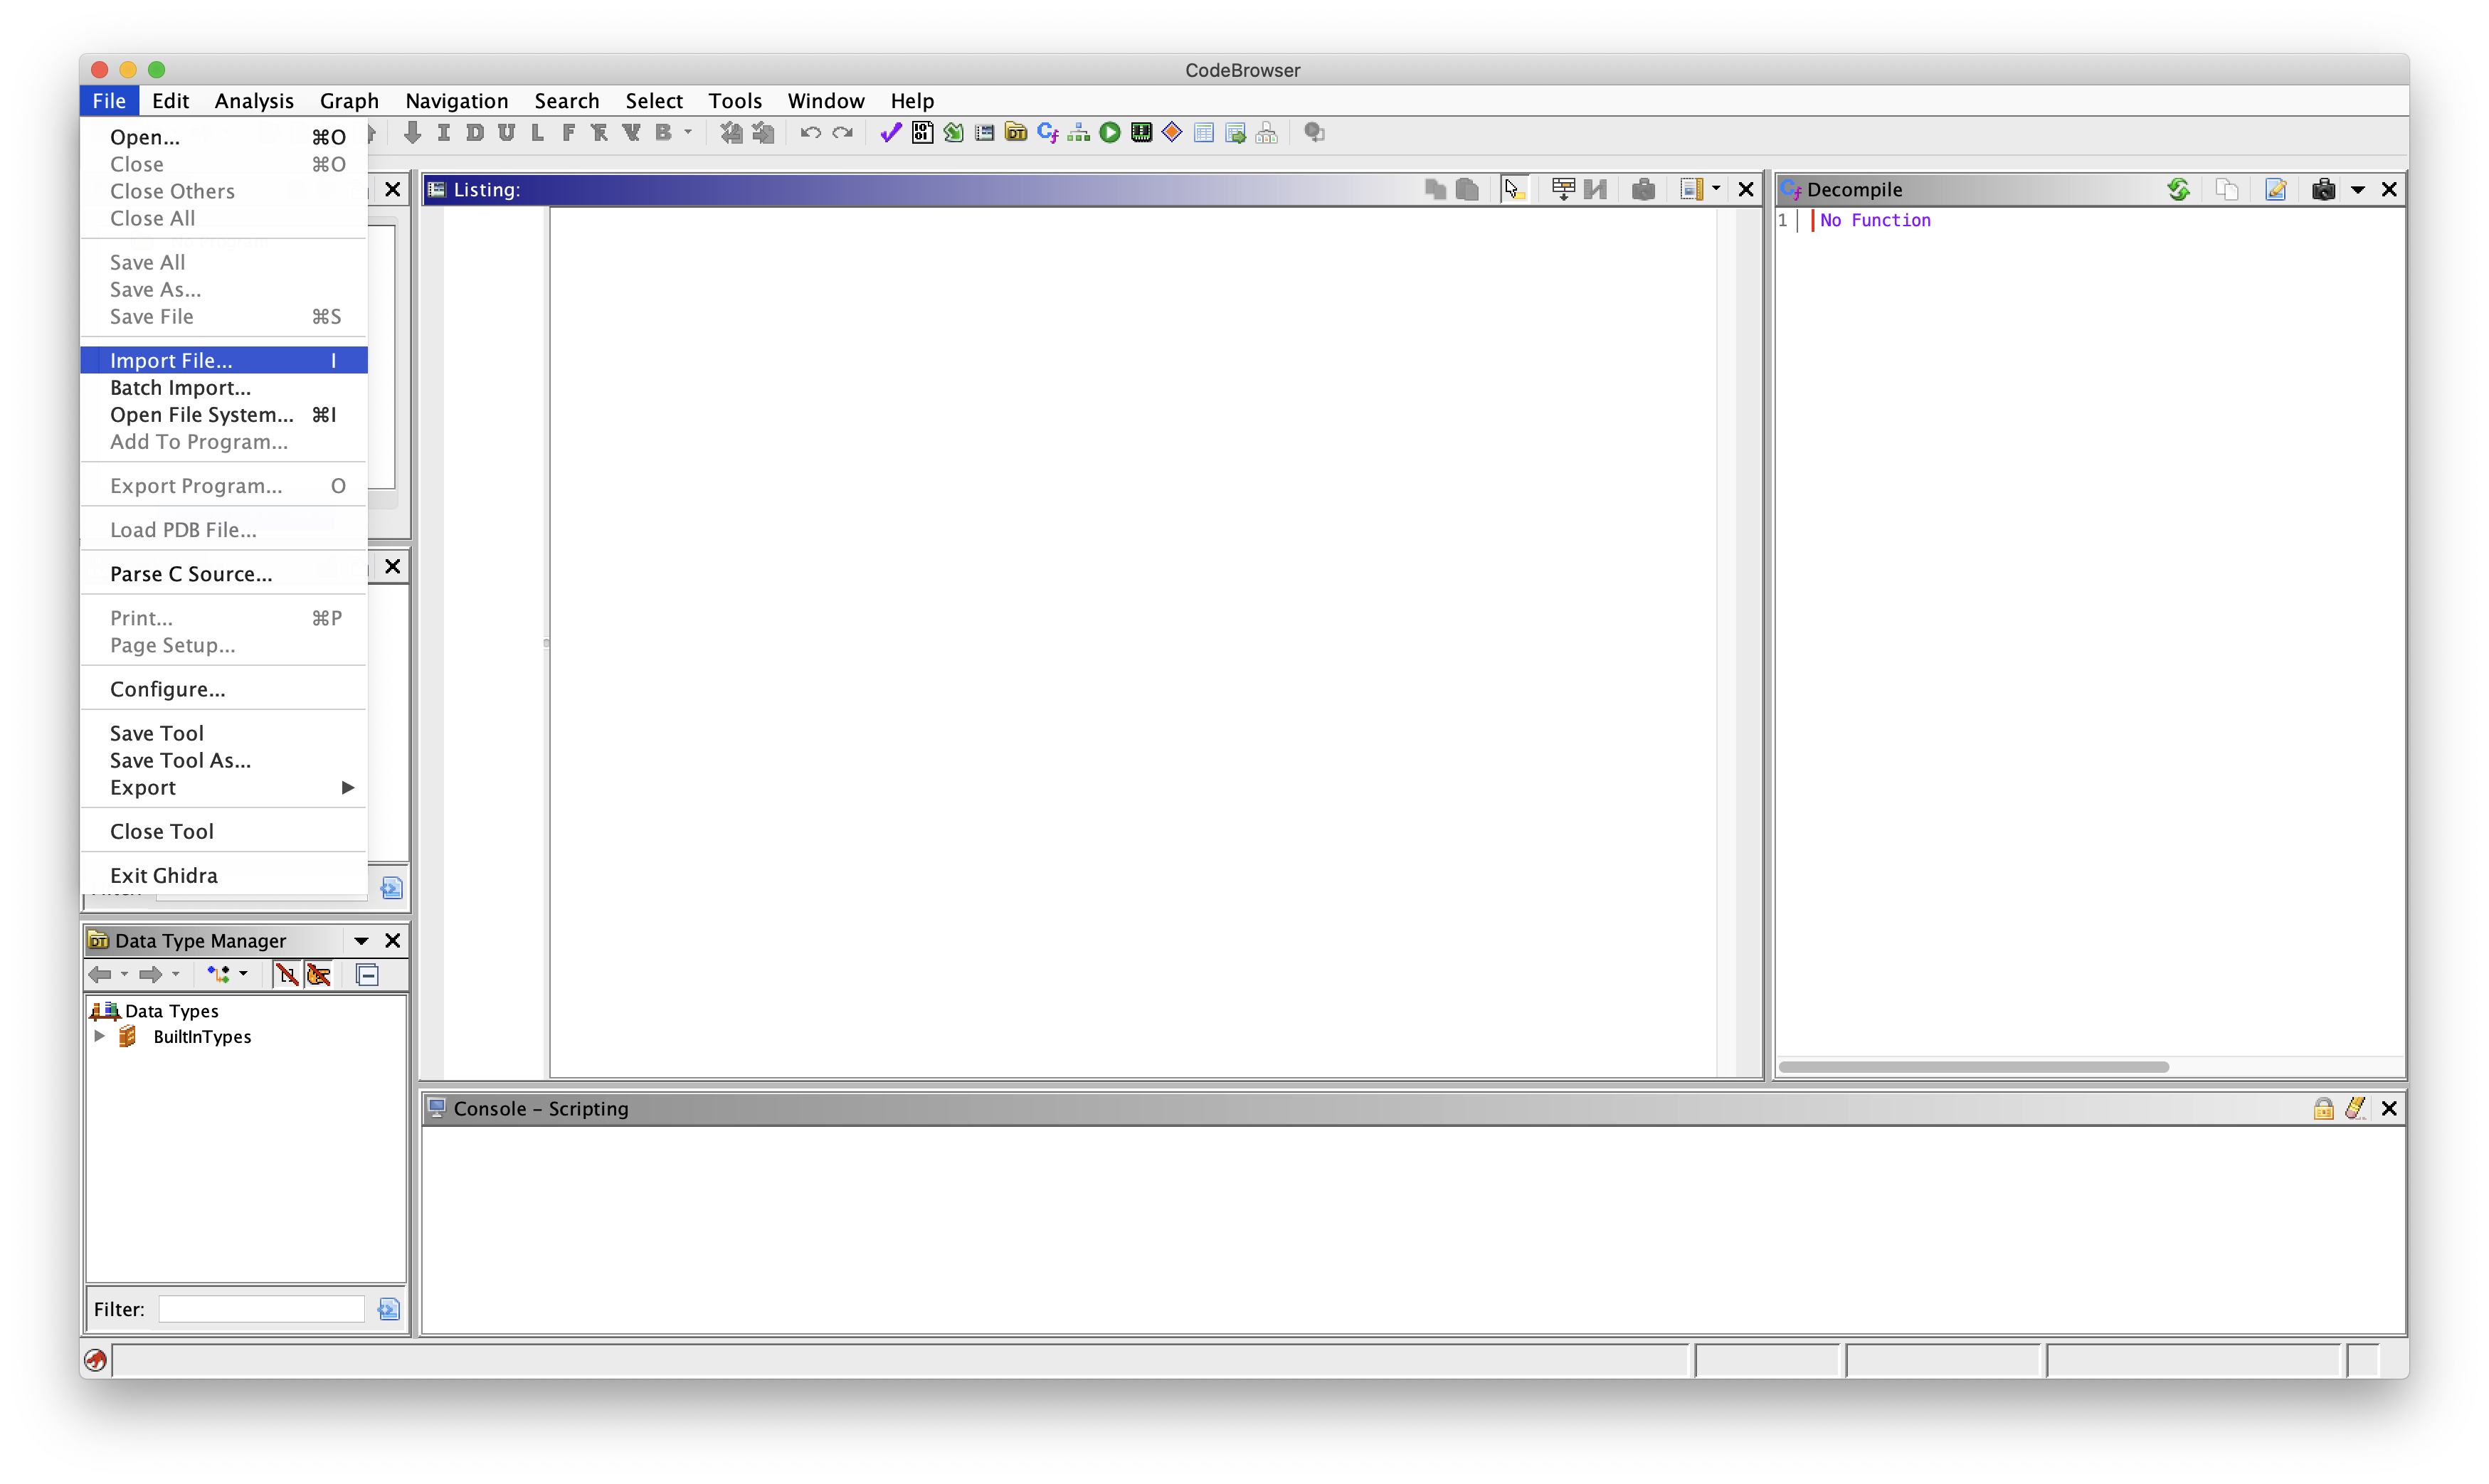 CodeBrowser
File Edit Analysis Graph Navigation Search Select Tools Window Help
I D U L F R V B
Open... ⌘O
Close ⌘O
Close Others
Close All
Save All
Save As...
Save File ⌘S
Import File... I
Batch Import...
Open File System... ⌘I
Add To Program...
Export Program... O
Load PDB File...
Parse C Source...
Print... ⌘P
Page Setup...
Configure...
Save Tool
Save Tool As...
Export
Close Tool
Exit Ghidra
Listing:
Decompile
1 No Function
Data Type Manager
Data Types
BuiltInTypes
Filter:
Console - Scripting